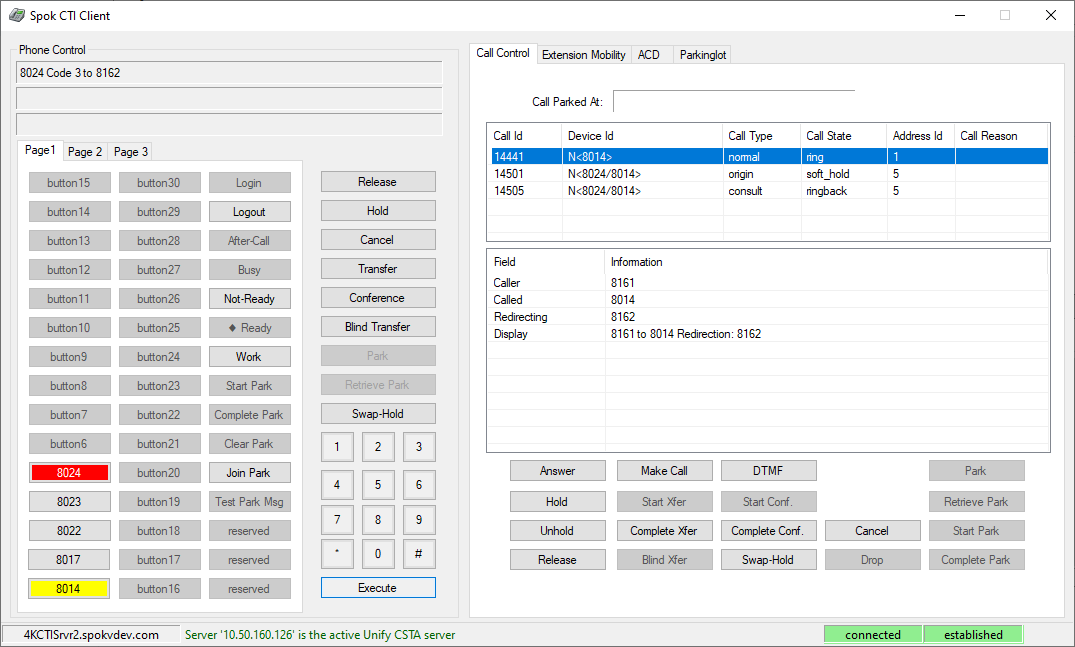 Spok CTI Client
Phone Control
8024 Code 3 to 8162
Page1 Page 2 Page 3
button15 button30 Login
button14 button29 Logout
button13 button28 After-Call
button12 button27 Busy
button11 button26 Not-Ready
button10 button25 ♦ Ready
button9 button24 Work
button8 button23 Start Park
button7 button22 Complete Park
button6 button21 Clear Park
8024 button20 Join Park
8023 button19 Test Park Msg
8022 button18 reserved
8017 button17 reserved
8014 button16 reserved
Release
Hold
Cancel
Transfer
Conference
Blind Transfer
Park
Retrieve Park
Swap-Hold
1 2 3
4 5 6
7 8 9
* 0 #
Execute
Call Control Extension Mobility ACD Parkinglot
Call Parked At:
Call Id Device Id Call Type Call State Address Id Call Reason
14441 N<8014> normal ring 1
14501 N<8024/8014> origin soft_hold 5
14505 N<8024/8014> consult ringback 5
Field Information
Caller 8161
Called 8014
Redirecting 8162
Display 8161 to 8014 Redirection: 8162
Answer Make Call DTMF Park
Hold Start Xfer Start Conf. Retrieve Park
Unhold Complete Xfer Complete Conf. Cancel Start Park
Release Blind Xfer Swap-Hold Drop Complete Park
4KCTISrvr2.spokvdev.com Server '10.50.160.126' is the active Unify CSTA server connected established